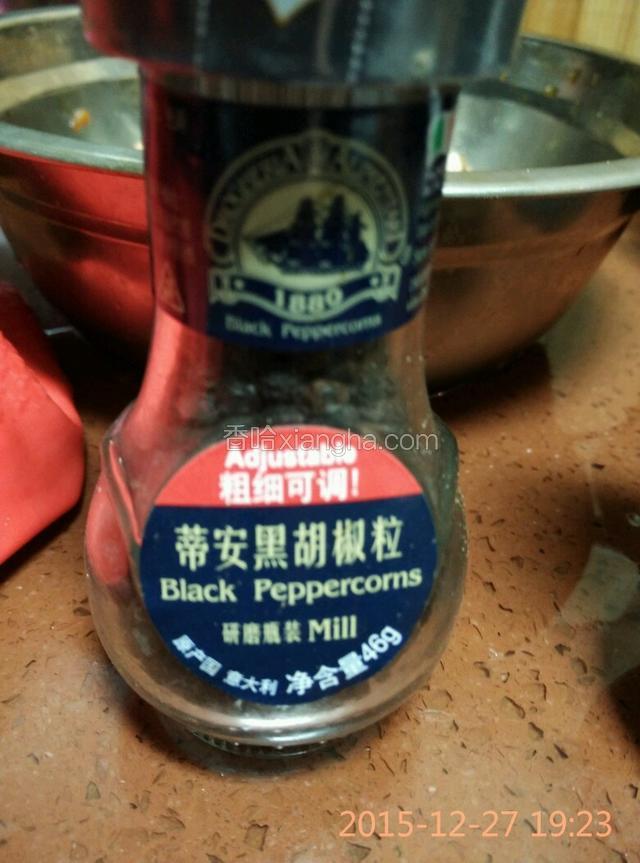 1880
Black Peppercorns
香哈xiangha.com
Adjustable
粗细可调!
蒂安黑胡椒粒
Black Peppercorns
研磨瓶装 Mill
原产国 意大利 净含量46g
2015-12-27 19:23